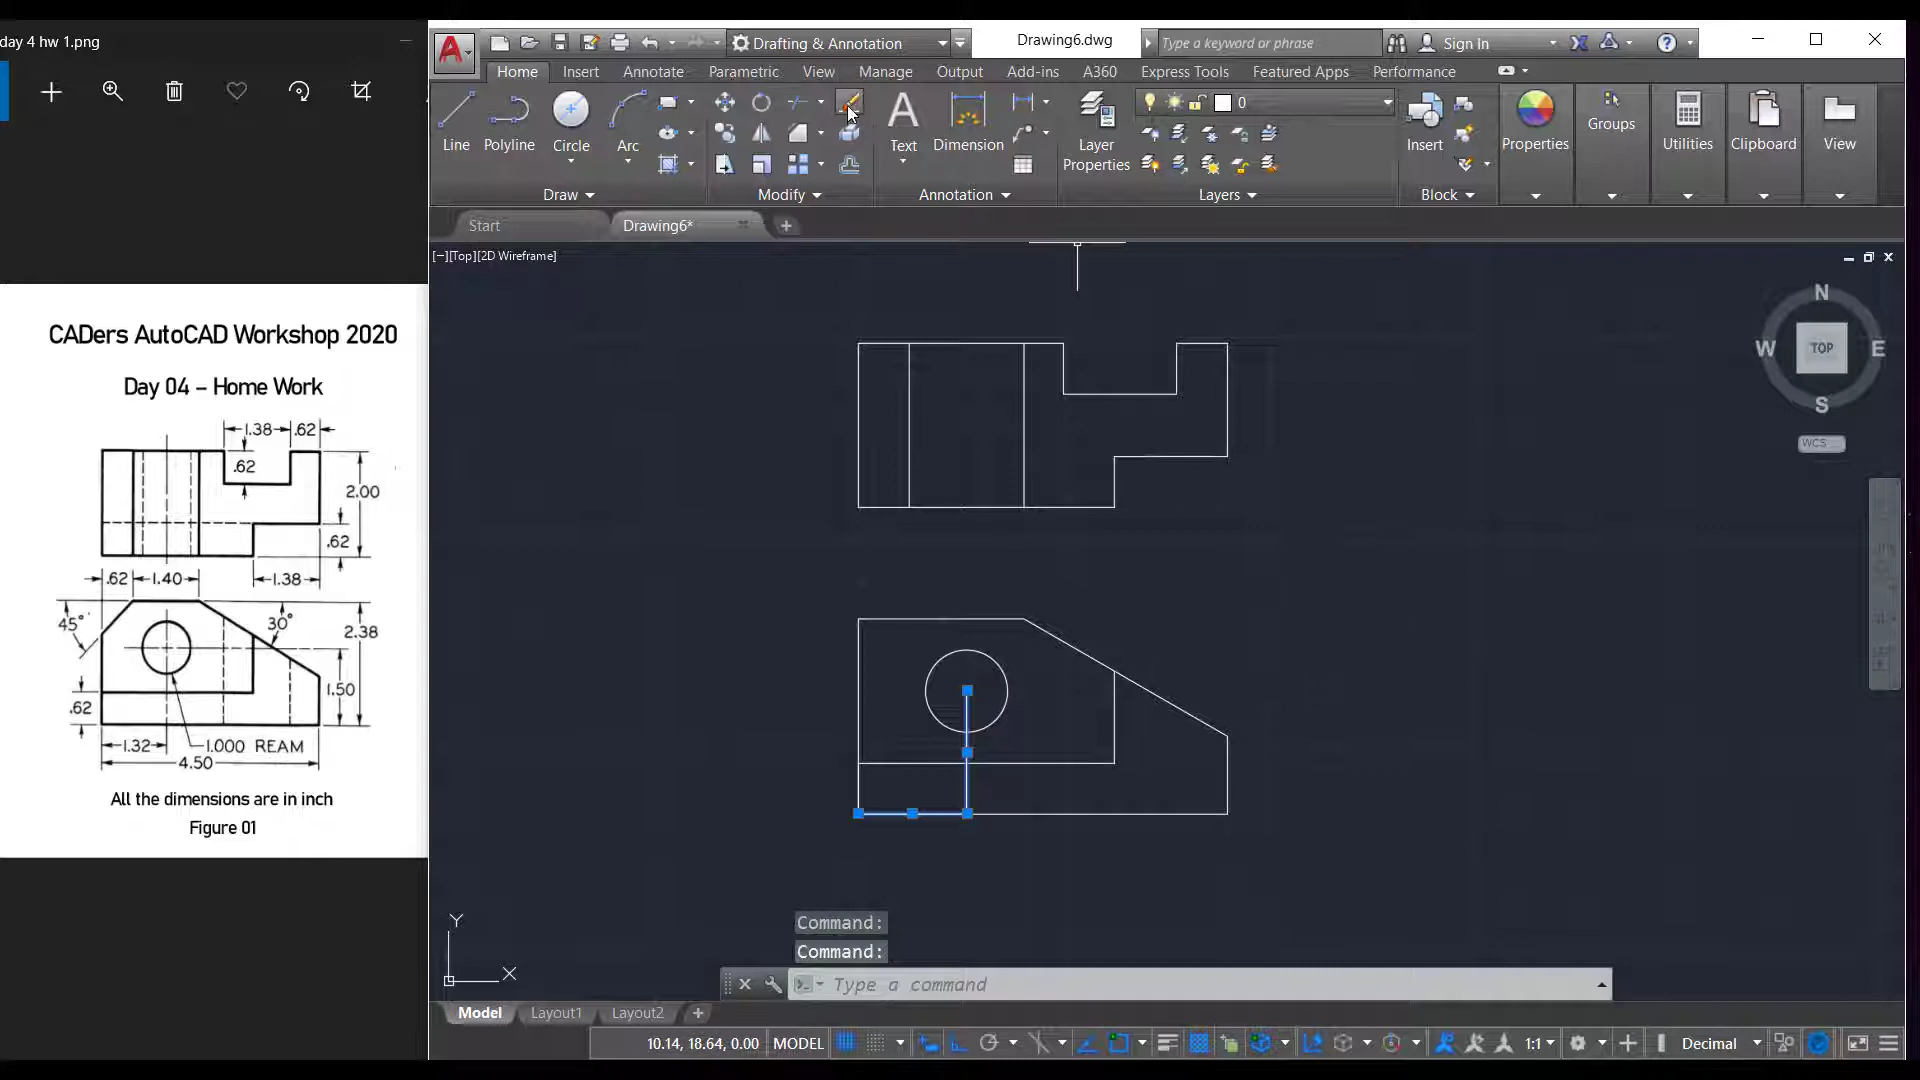 day 4 hw 1.png
CADers AutoCAD Workshop 2020
Day 04 – Home Work
1.38
.62
.62
2.00
.62
.62
1.40
1.38
45°
30°
2.38
1.50
.62
1.32
1.000 REAM
4.50
All the dimensions are in inch
Figure 01
A
Drafting & Annotation
Drawing6.dwg
Type a keyword or phrase
Sign In
Home
Insert
Annotate
Parametric
View
Manage
Output
Add-ins
A360
Express Tools
Featured Apps
Performance
0
Line
Polyline
Circle
Arc
Text
Dimension
Layer
Properties
Insert
Properties
Groups
Utilities
Clipboard
View
Draw
Modify
Annotation
Layers
Block
Start
Drawing6*
[−][Top][2D Wireframe]
N
W
TOP
E
S
WCS
Y
X
Command:
Command:
Type a command
Model
Layout1
Layout2
10.14, 18.64, 0.00
MODEL
1:1
Decimal